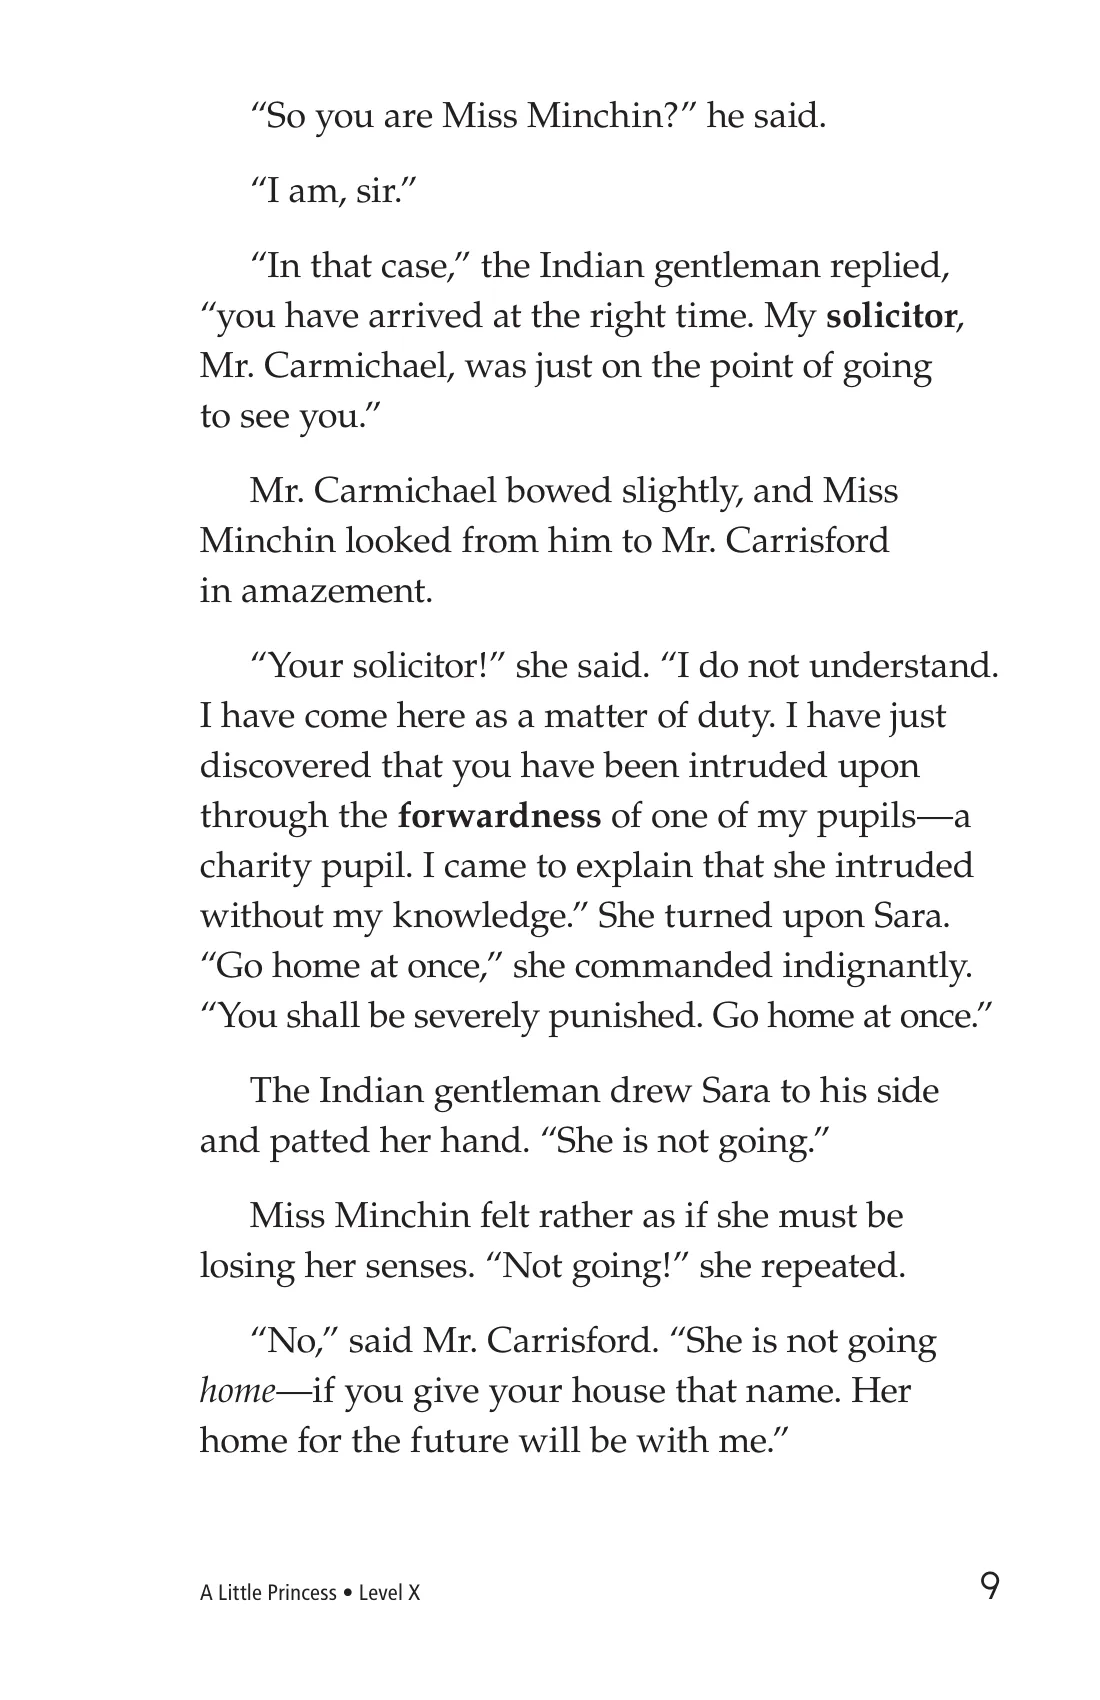 “So you are Miss Minchin?” he said.
“I am, sir.”
“In that case,” the Indian gentleman replied,
“you have arrived at the right time. My solicitor,
Mr. Carmichael, was just on the point of going
to see you.”
Mr. Carmichael bowed slightly, and Miss
Minchin looked from him to Mr. Carrisford
in amazement.
“Your solicitor!” she said. “I do not understand.
I have come here as a matter of duty. I have just
discovered that you have been intruded upon
through the forwardness of one of my pupils—a
charity pupil. I came to explain that she intruded
without my knowledge.” She turned upon Sara.
“Go home at once,” she commanded indignantly.
“You shall be severely punished. Go home at once.”
The Indian gentleman drew Sara to his side
and patted her hand. “She is not going.”
Miss Minchin felt rather as if she must be
losing her senses. “Not going!” she repeated.
“No,” said Mr. Carrisford. “She is not going
home—if you give your house that name. Her
home for the future will be with me.”
A Little Princess • Level X
9